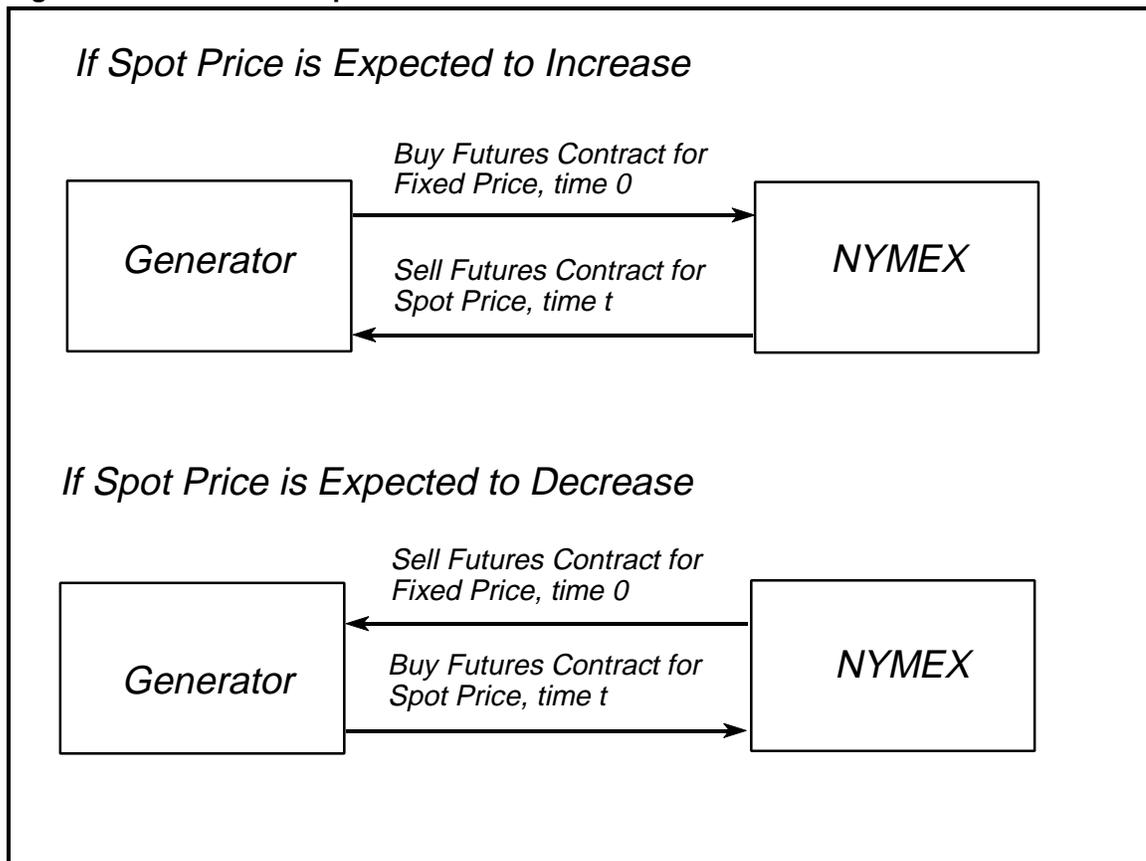 If Spot Price is Expected to Increase
Buy Futures Contract for
Fixed Price, time 0
Generator
NYMEX
Sell Futures Contract for
Spot Price, time t
If Spot Price is Expected to Decrease
Sell Futures Contract for
Fixed Price, time 0
Generator
NYMEX
Buy Futures Contract for
Spot Price, time t